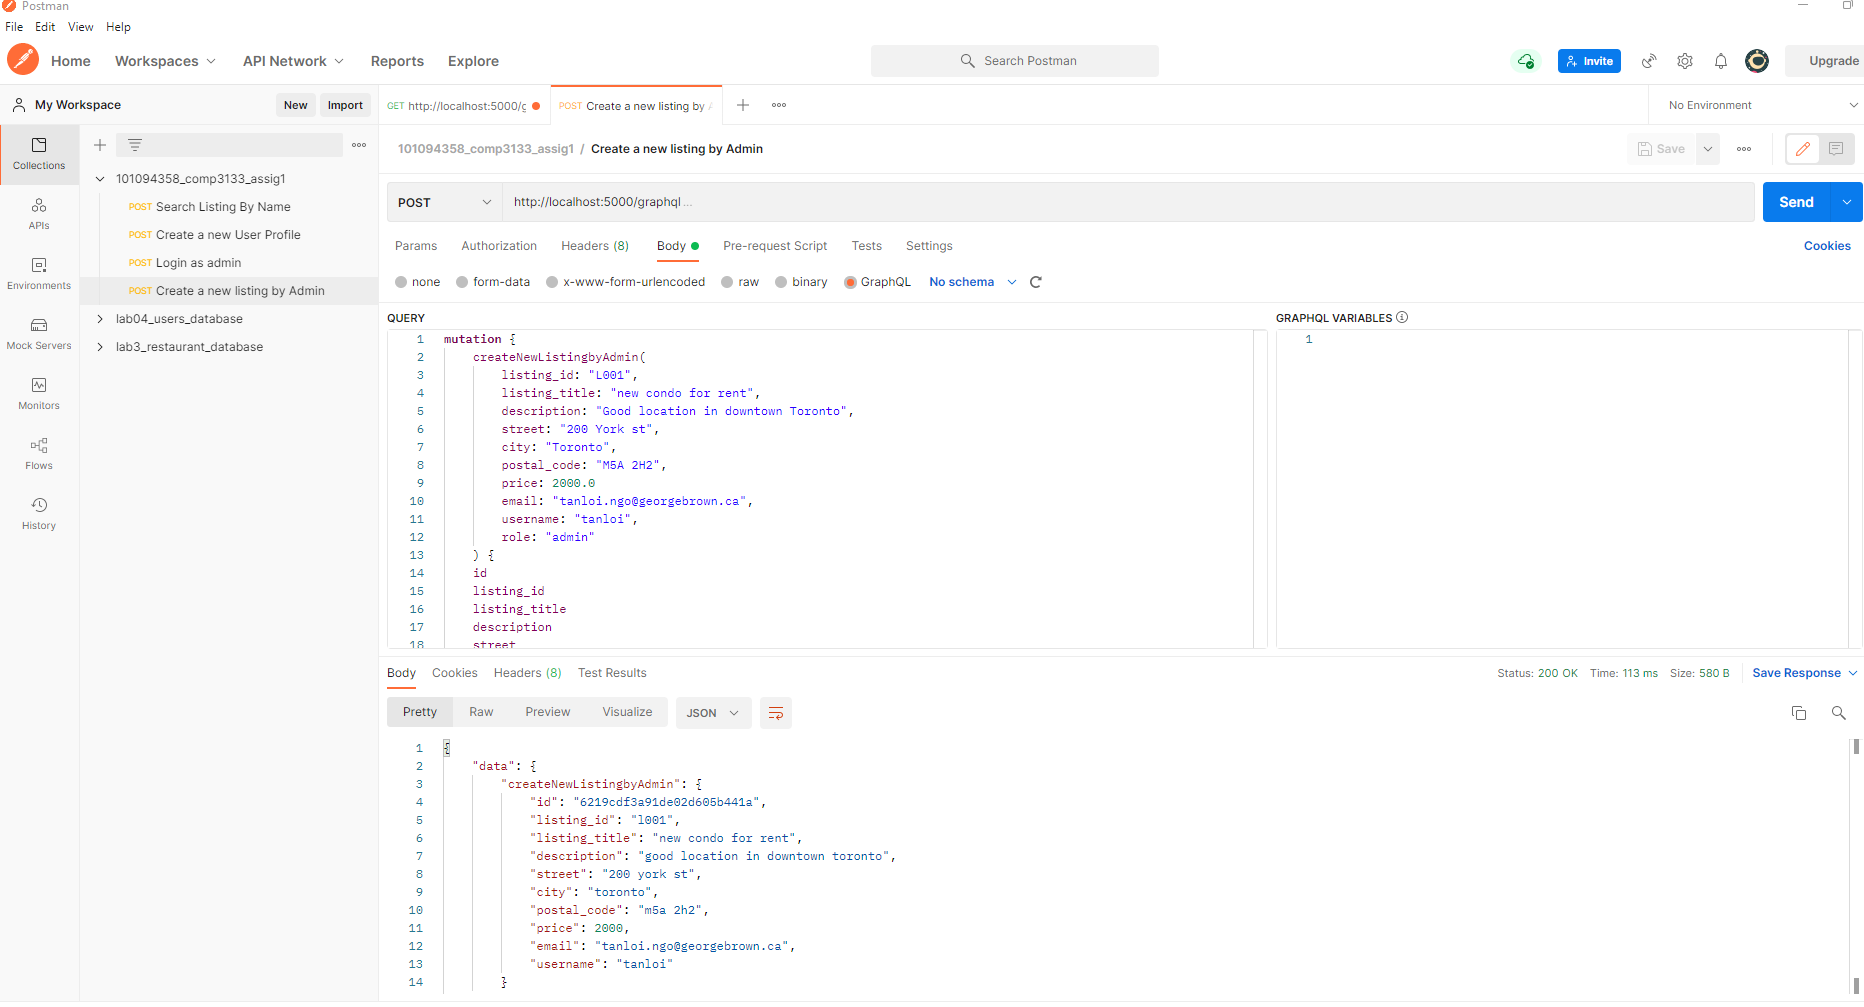 Postman
File Edit View Help
Home Workspaces API Network Reports Explore Search Postman Invite Upgrade
My Workspace New Import
GET http://localhost:5000/g POST Create a new listing by No Environment
Collections
APIs
Environments
Mock Servers
Monitors
Flows
History
101094358_comp3133_assig1
POST Search Listing By Name
POST Create a new User Profile
POST Login as admin
POST Create a new listing by Admin
lab04_users_database
lab3_restaurant_database
101094358_comp3133_assig1 / Create a new listing by Admin Save
POST http://localhost:5000/graphql ... Send
Params Authorization Headers (8) Body Pre-request Script Tests Settings Cookies
none form-data x-www-form-urlencoded raw binary GraphQL No schema
QUERY
1 mutation {
2 createNewListingbyAdmin(
3 listing_id: "L001",
4 listing_title: "new condo for rent",
5 description: "Good location in downtown Toronto",
6 street: "200 York st",
7 city: "Toronto",
8 postal_code: "M5A 2H2",
9 price: 2000.0
10 email: "tanloi.ngo@georgebrown.ca",
11 username: "tanloi",
12 role: "admin"
13 ) {
14 id
15 listing_id
16 listing_title
17 description
18 street
GRAPHQL VARIABLES
1
Body Cookies Headers (8) Test Results Status: 200 OK Time: 113 ms Size: 580 B Save Response
Pretty Raw Preview Visualize JSON
1 {
2 "data": {
3 "createNewListingbyAdmin": {
4 "id": "6219cdf3a91de02d605b441a",
5 "listing_id": "l001",
6 "listing_title": "new condo for rent",
7 "description": "good location in downtown toronto",
8 "street": "200 york st",
9 "city": "toronto",
10 "postal_code": "m5a 2h2",
11 "price": 2000,
12 "email": "tanloi.ngo@georgebrown.ca",
13 "username": "tanloi"
14 }